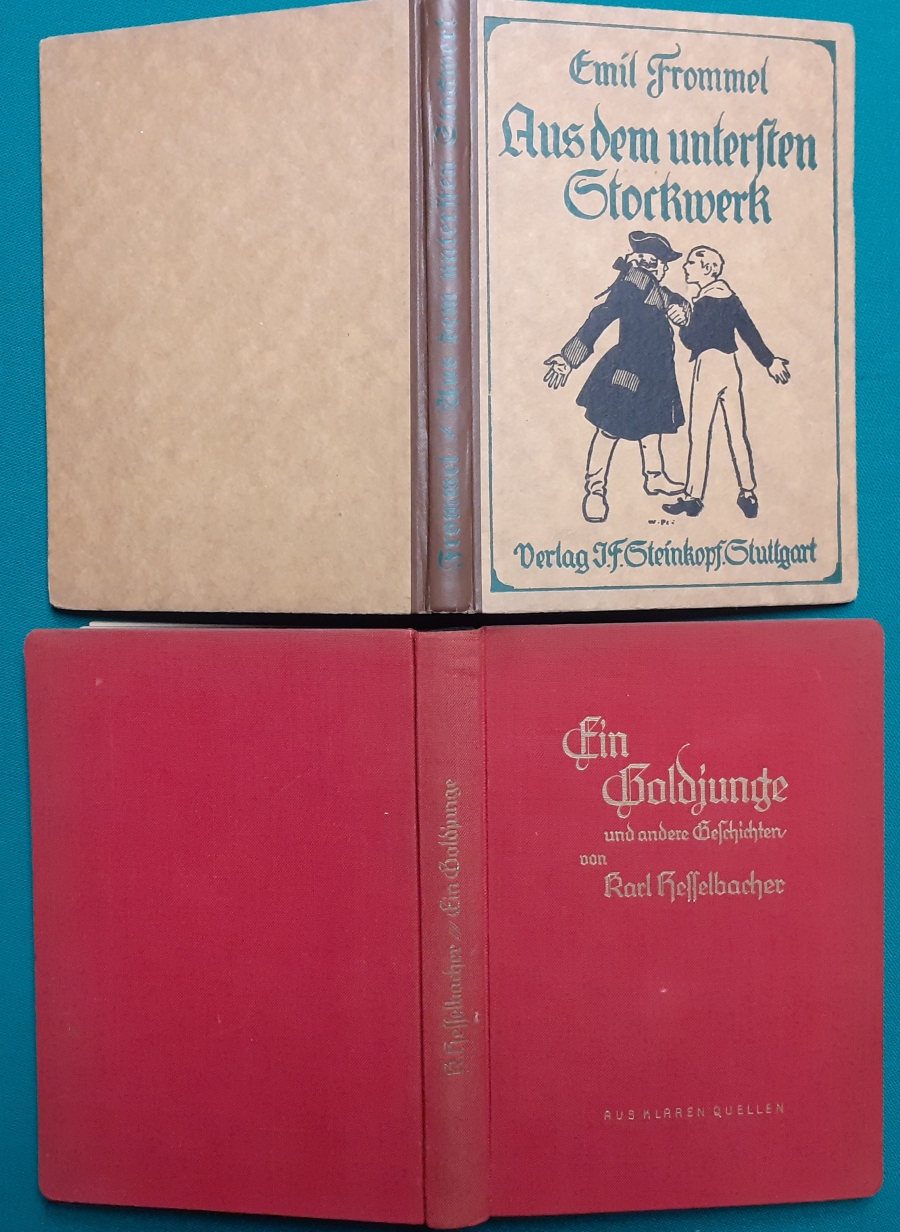 Emil Frommel
Aus dem unterſten
Stockwerk
W. Pl:
Verlag J.F. Steinkopf. Stuttgart
Frommel / Aus dem unterſten Stockwerk
Ein
Goldjunge
und andere Geſchichten
von
Karl Heſſelbacher
AUS KLAREN QUELLEN
K. Heſſelbacher / Ein Goldjunge